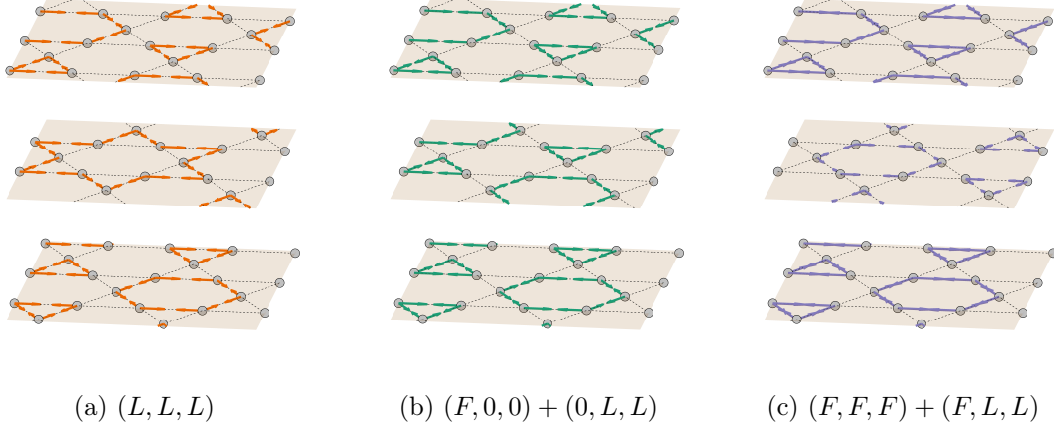 (a) (L, L, L)
(b) (F, 0, 0) + (0, L, L)
(c) (F, F, F) + (F, L, L)